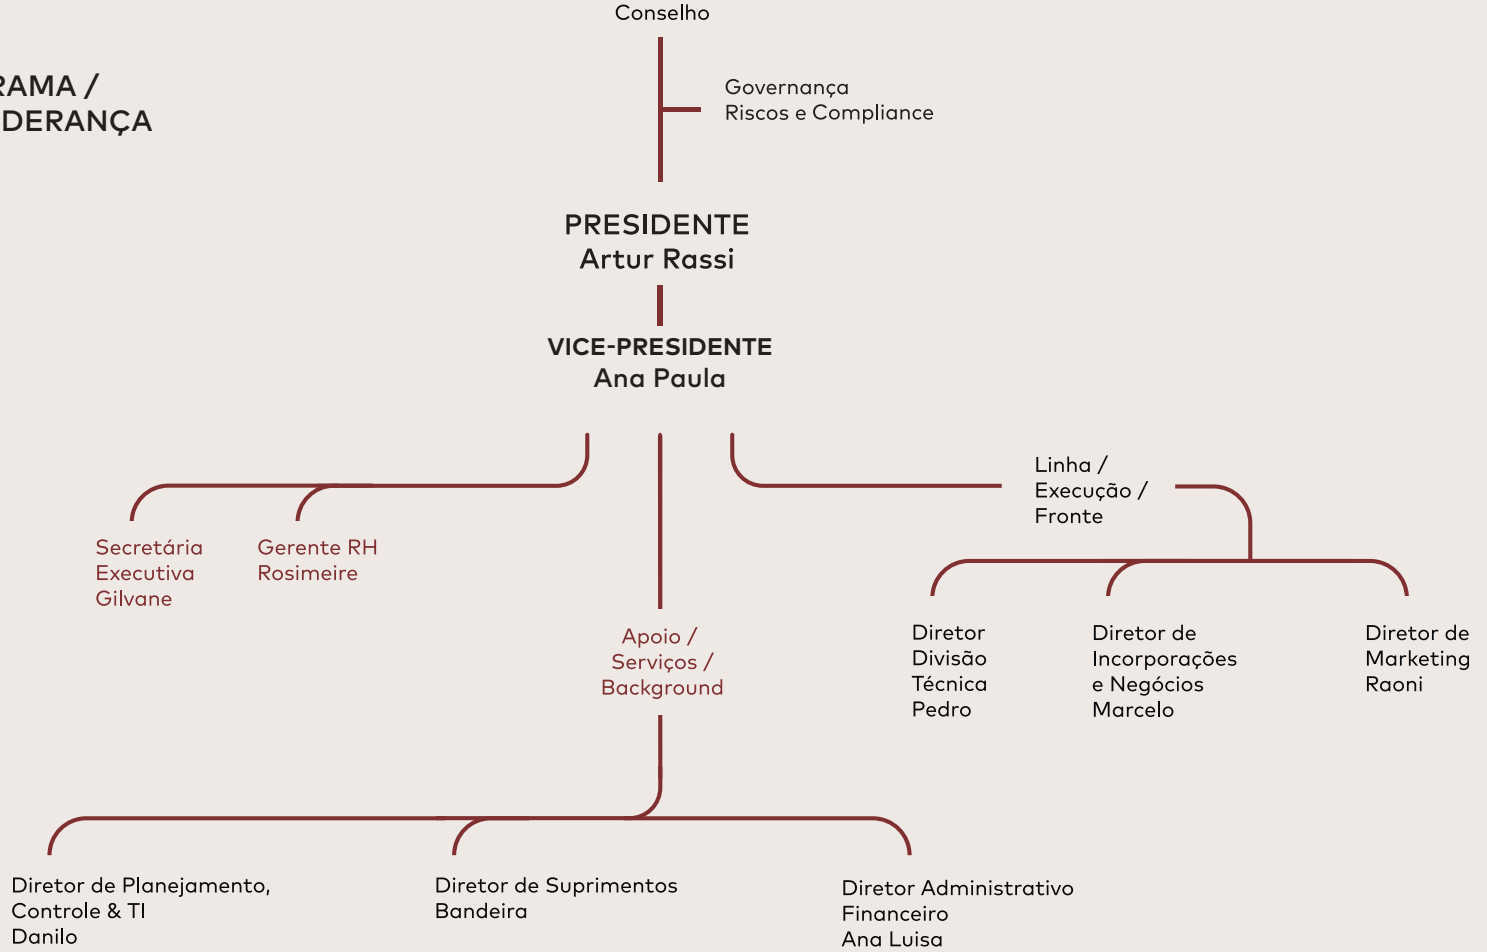 Conselho
RAMA /
DERANÇA
Governança
Riscos e Compliance
PRESIDENTE
Artur Rassi
VICE-PRESIDENTE
Ana Paula
Secretária
Executiva
Gilvane
Gerente RH
Rosimeire
Linha /
Execução /
Fronte
Apoio /
Serviços /
Background
Diretor
Divisão
Técnica
Pedro
Diretor de
Incorporações
e Negócios
Marcelo
Diretor de
Marketing
Raoni
Diretor de Planejamento,
Controle & TI
Danilo
Diretor de Suprimentos
Bandeira
Diretor Administrativo
Financeiro
Ana Luisa